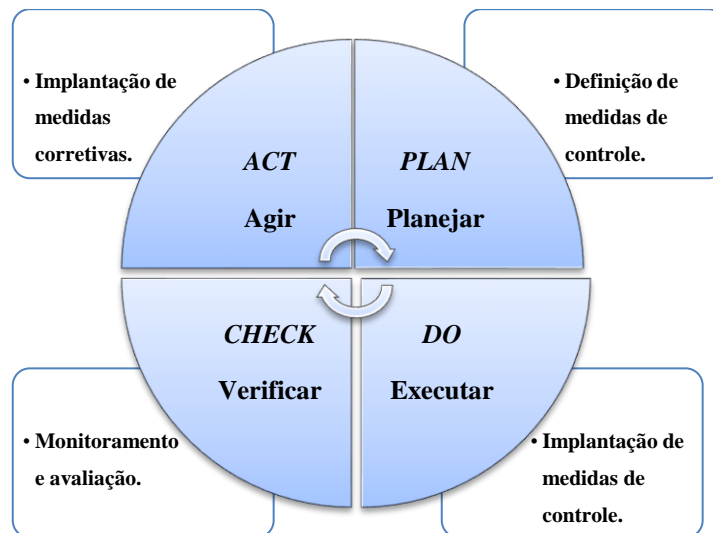 • Implantação de
medidas
corretivas.
• Definição de
medidas de
controle.
ACT
Agir
PLAN
Planejar
CHECK
Verificar
DO
Executar
• Monitoramento
e avaliação.
• Implantação de
medidas de
controle.